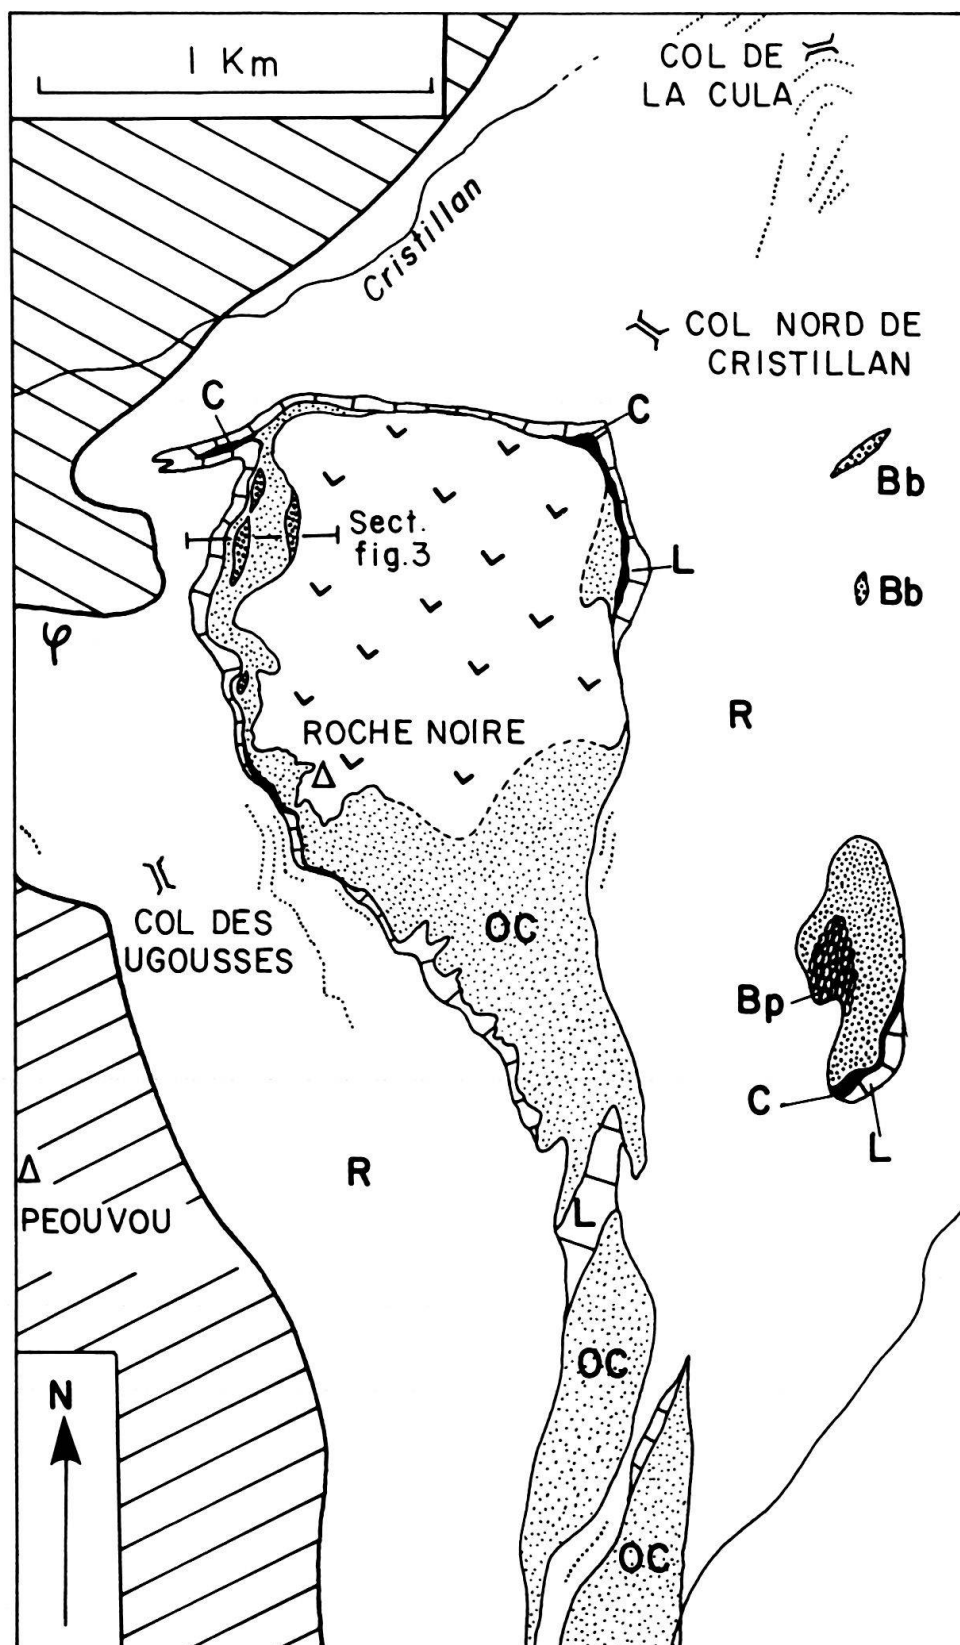 1 Km
COL DE
LA CULA
Cristillan
COL NORD DE
CRISTILLAN
C
C
Bb
Sect.
fig.3
L
Bb
φ
R
ROCHE NOIRE
OC
COL DES
UGOUSSES
Bp
C
L
R
PEOUVOU
L
OC
N
OC